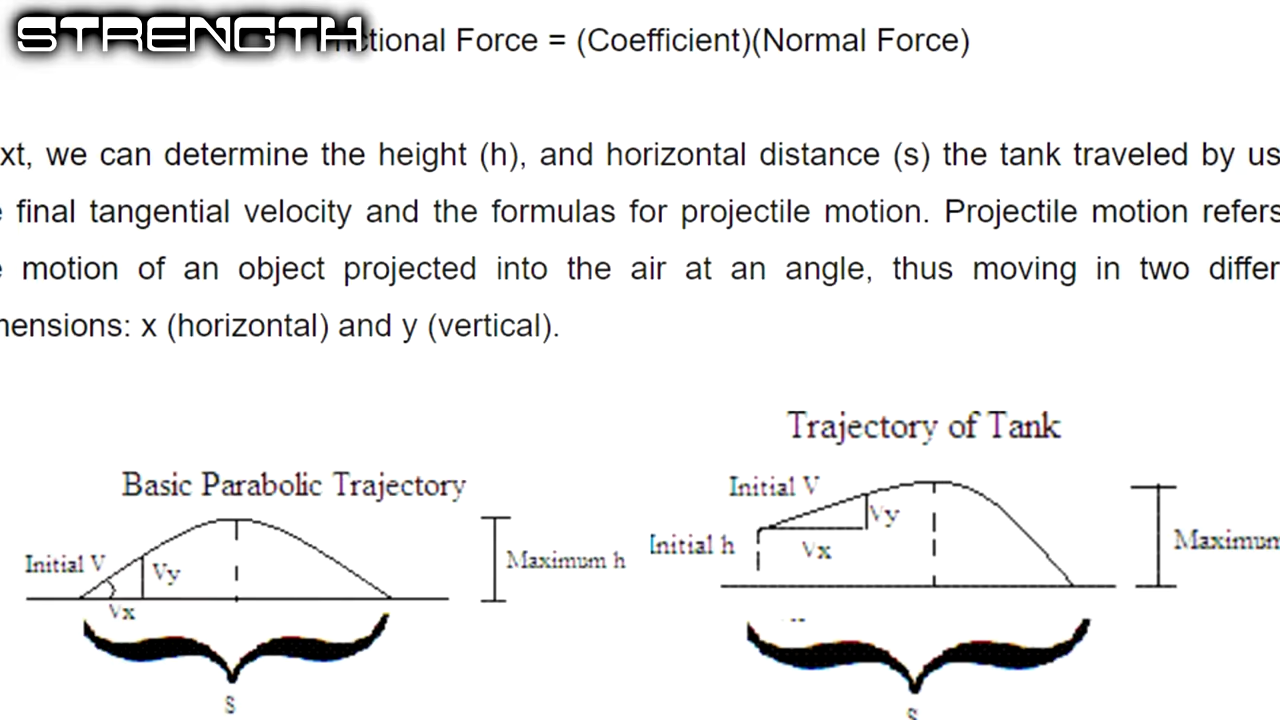 STRENGTH
ctional Force = (Coefficient)(Normal Force)
xt, we can determine the height (h), and horizontal distance (s) the tank traveled by us
e final tangential velocity and the formulas for projectile motion. Projectile motion refers
e motion of an object projected into the air at an angle, thus moving in two differ
mensions: x (horizontal) and y (vertical).
Trajectory of Tank
Basic Parabolic Trajectory
Initial V
Vy
Initial h
Vx
Maximum
Initial V
Vy
Maximum h
Vx
s
s